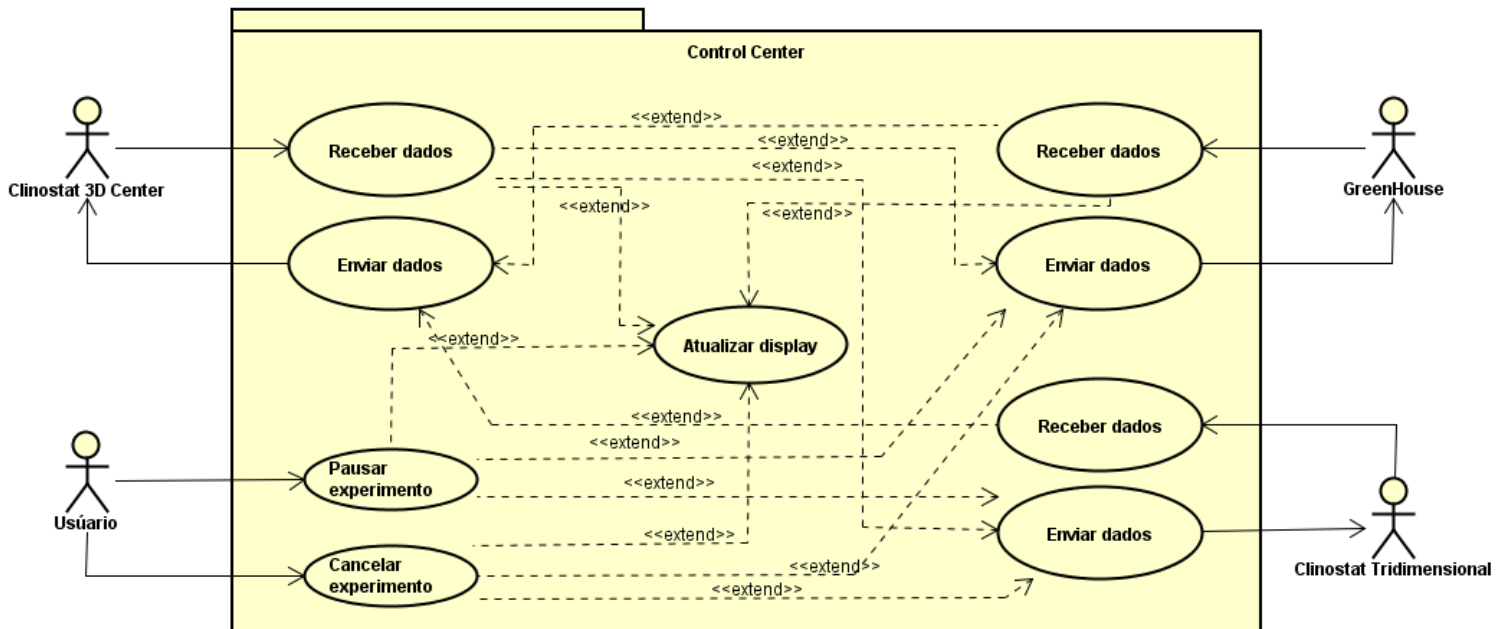 Control Center
<<extend>>
<<extend>>
Receber dados
Receber dados
<<extend>>
Clinostat 3D Center
GreenHouse
<<extend>>
<<extend>>
Enviar dados
Enviar dados
<<extend>>
Atualizar display
<<extend>>
Receber dados
<<extend>>
Pausar
experimento
<<extend>>
Usúario
<<extend>>
Enviar dados
Cancelar
experimento
<<extend>>
<<extend>>
Clinostat Tridimensional